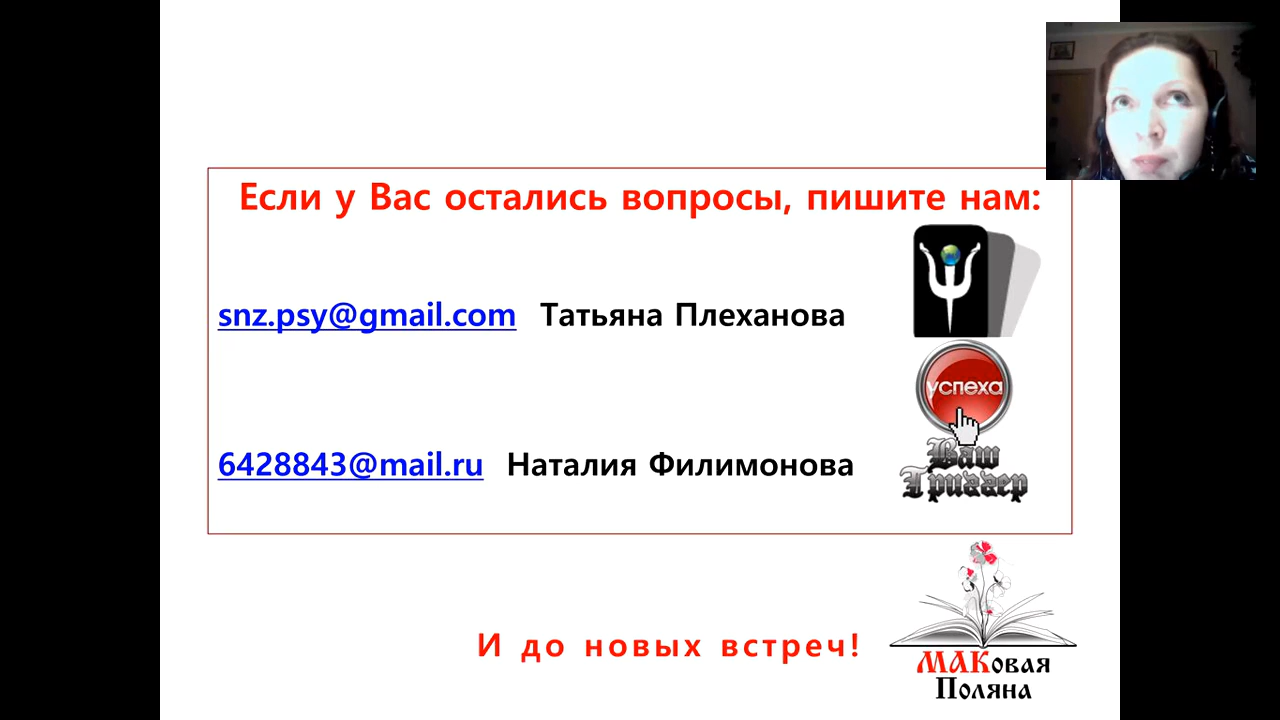 Если у Вас остались вопросы, пишите нам:
snz.psy@gmail.com Татьяна Плеханова
успеха
Ваш
Триггер
6428843@mail.ru Наталия Филимонова
И до новых встреч!
МАКовая
Поляна